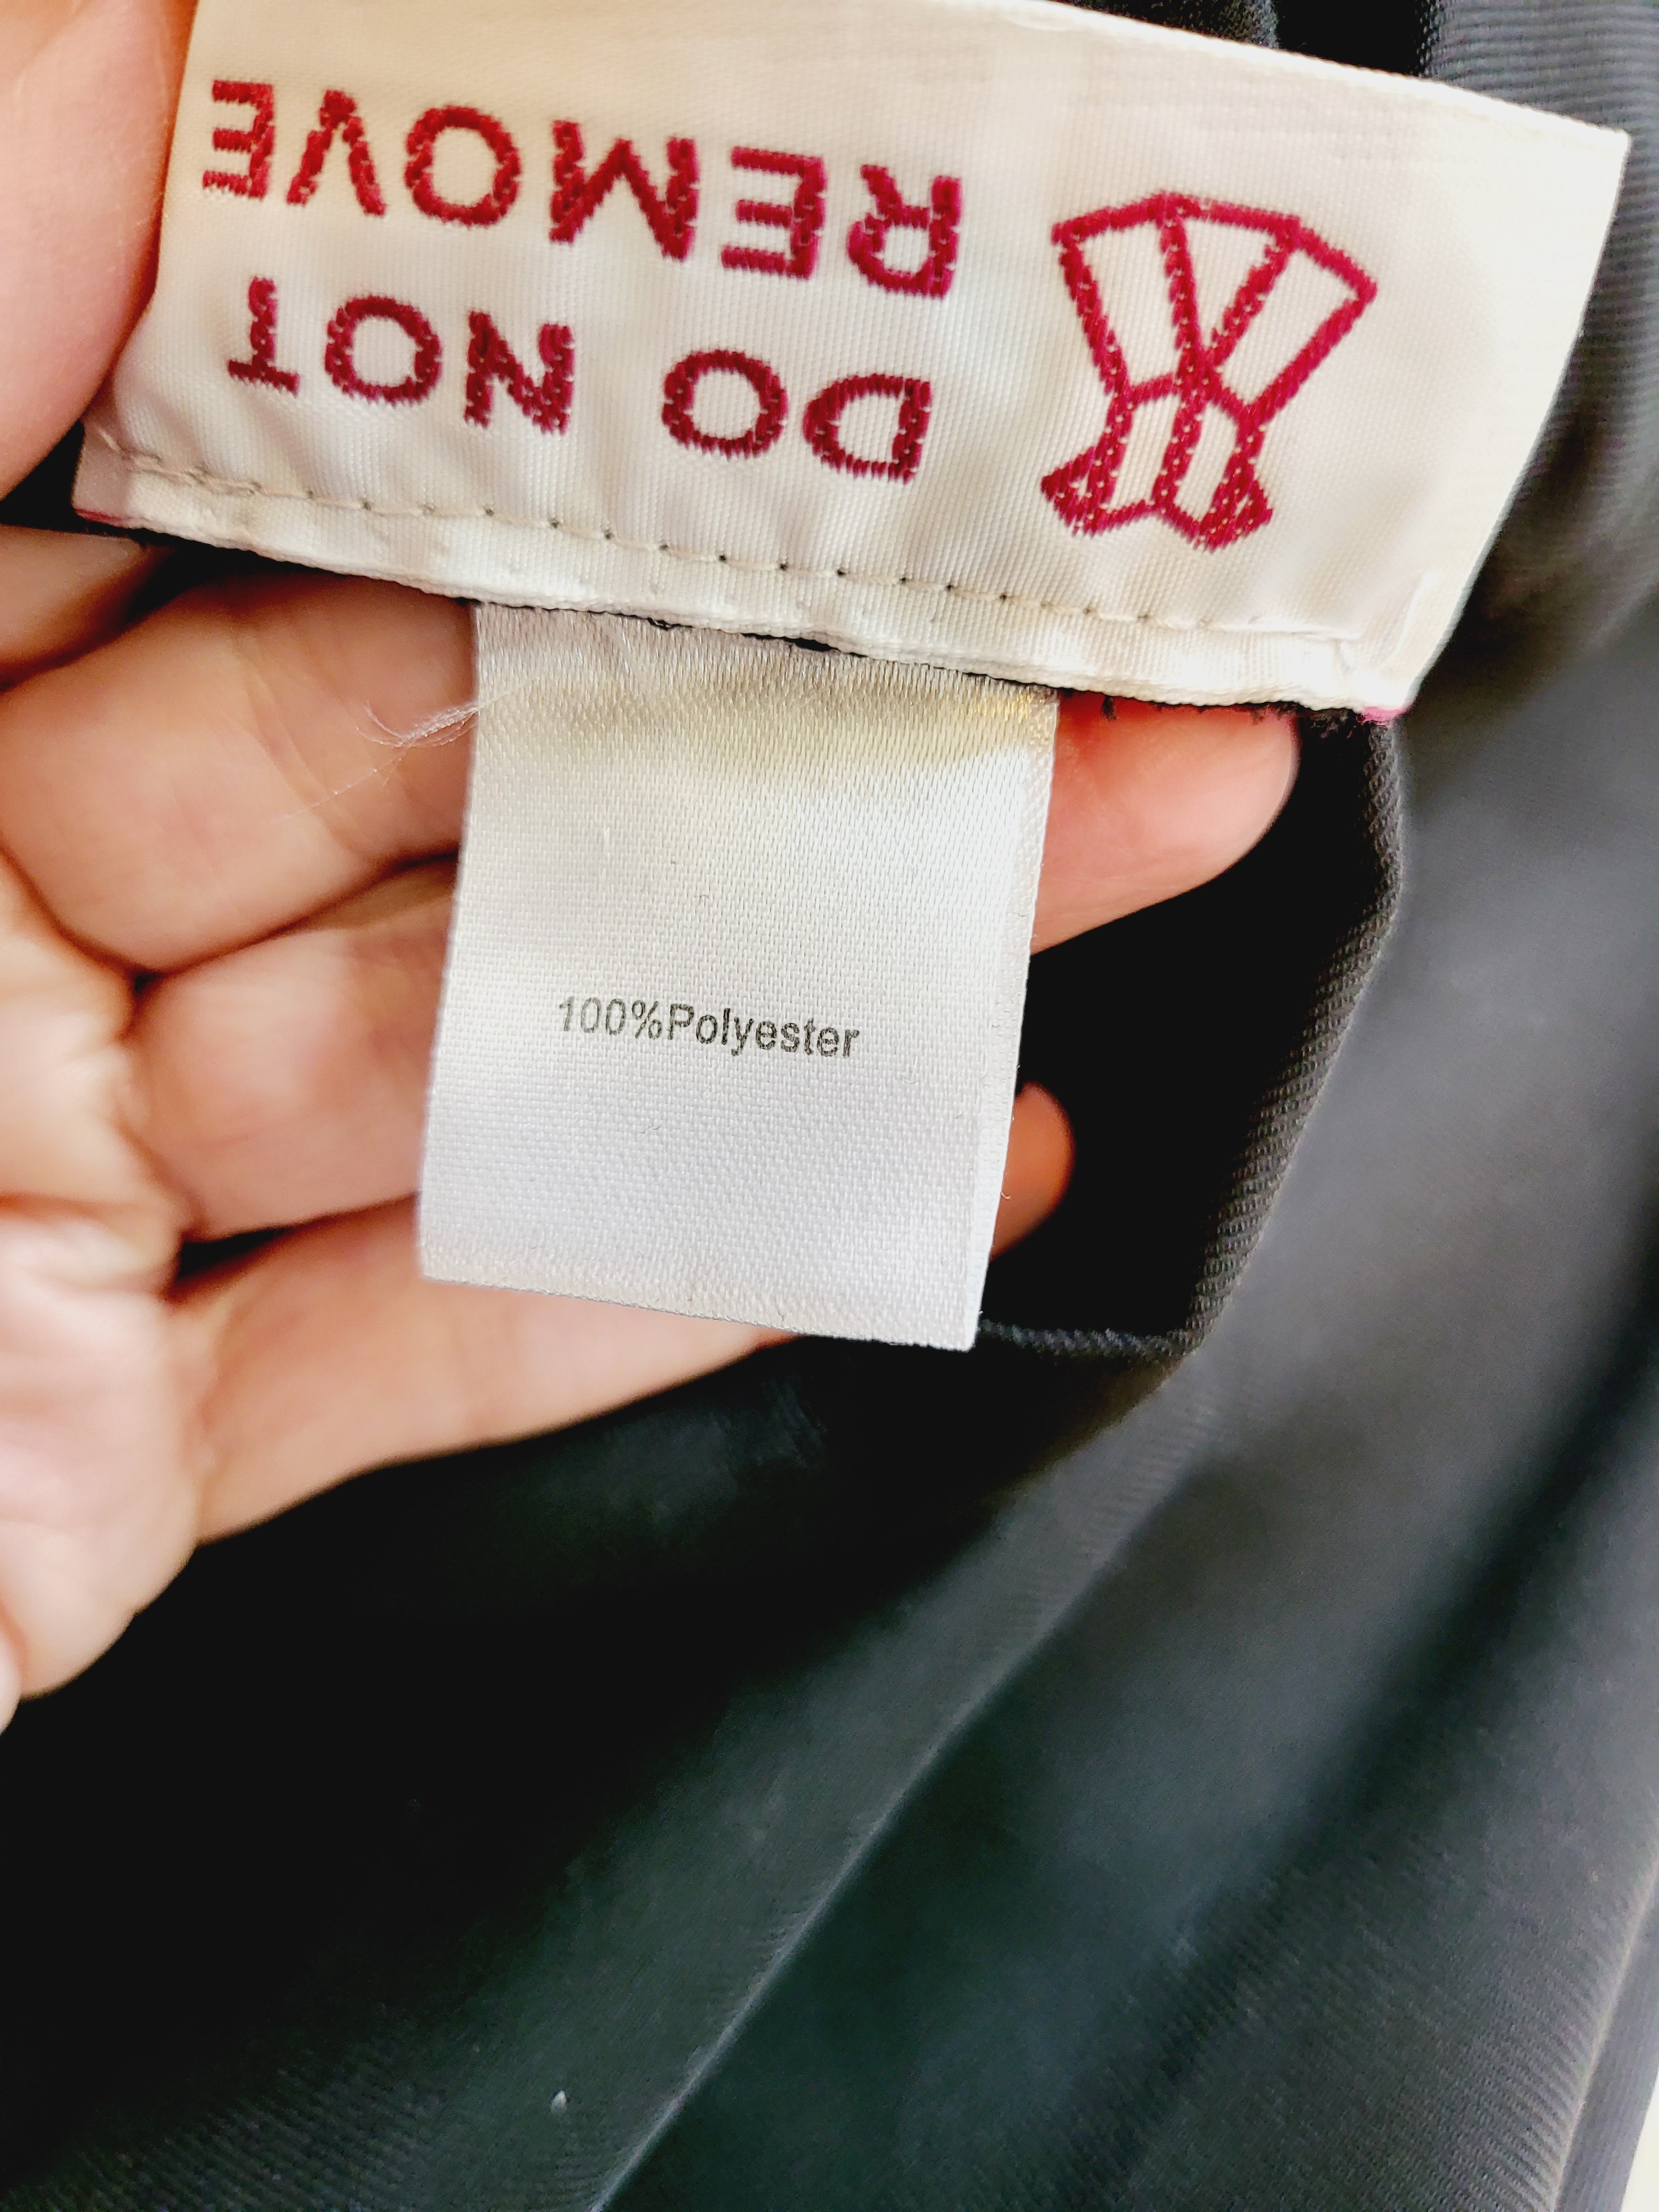 DO NOT
REMOVE
100%Polyester